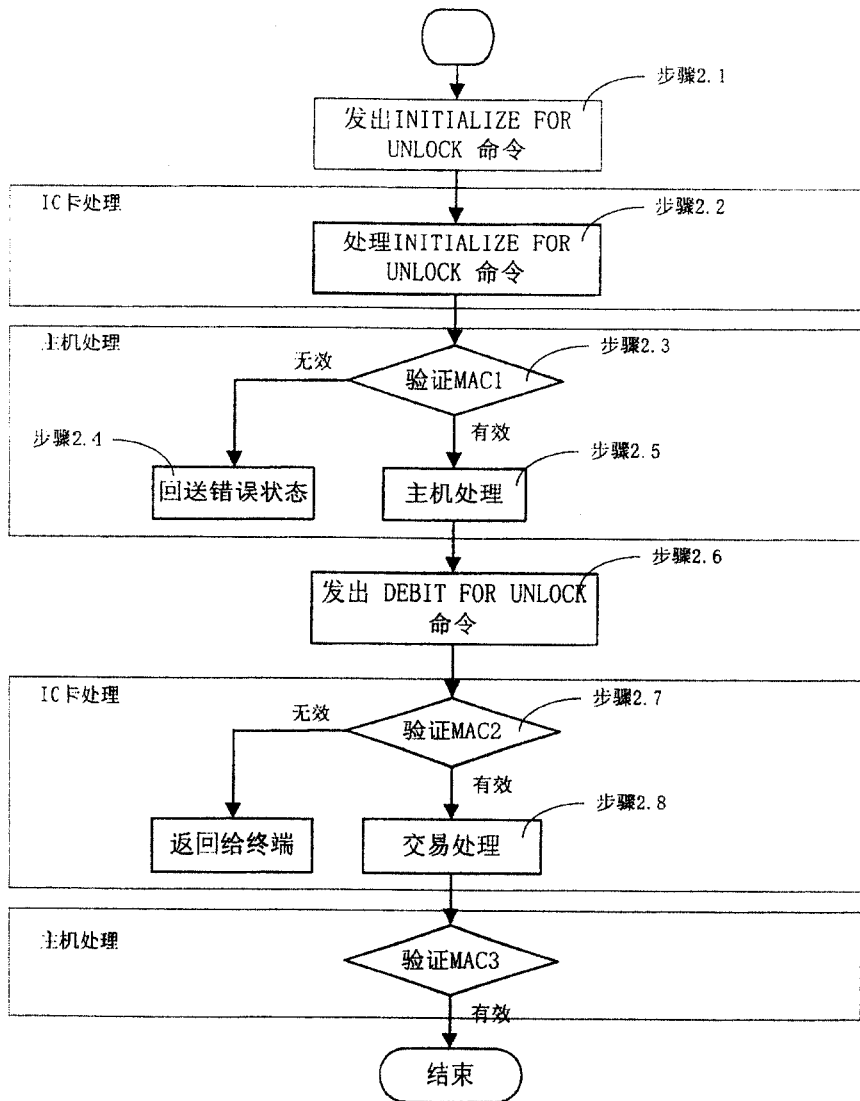 步骤2.1
发出INITIALIZE FOR
UNLOCK 命令
IC卡处理
步骤2.2
处理INITIALIZE FOR
UNLOCK 命令
主机处理
步骤2.3
无效
验证MAC1
有效
步骤2.4
步骤2.5
回送错误状态
主机处理
步骤2.6
发出 DEBIT FOR UNLOCK
命令
IC卡处理
步骤2.7
无效
验证MAC2
有效
步骤2.8
返回给终端
交易处理
主机处理
验证MAC3
有效
结束